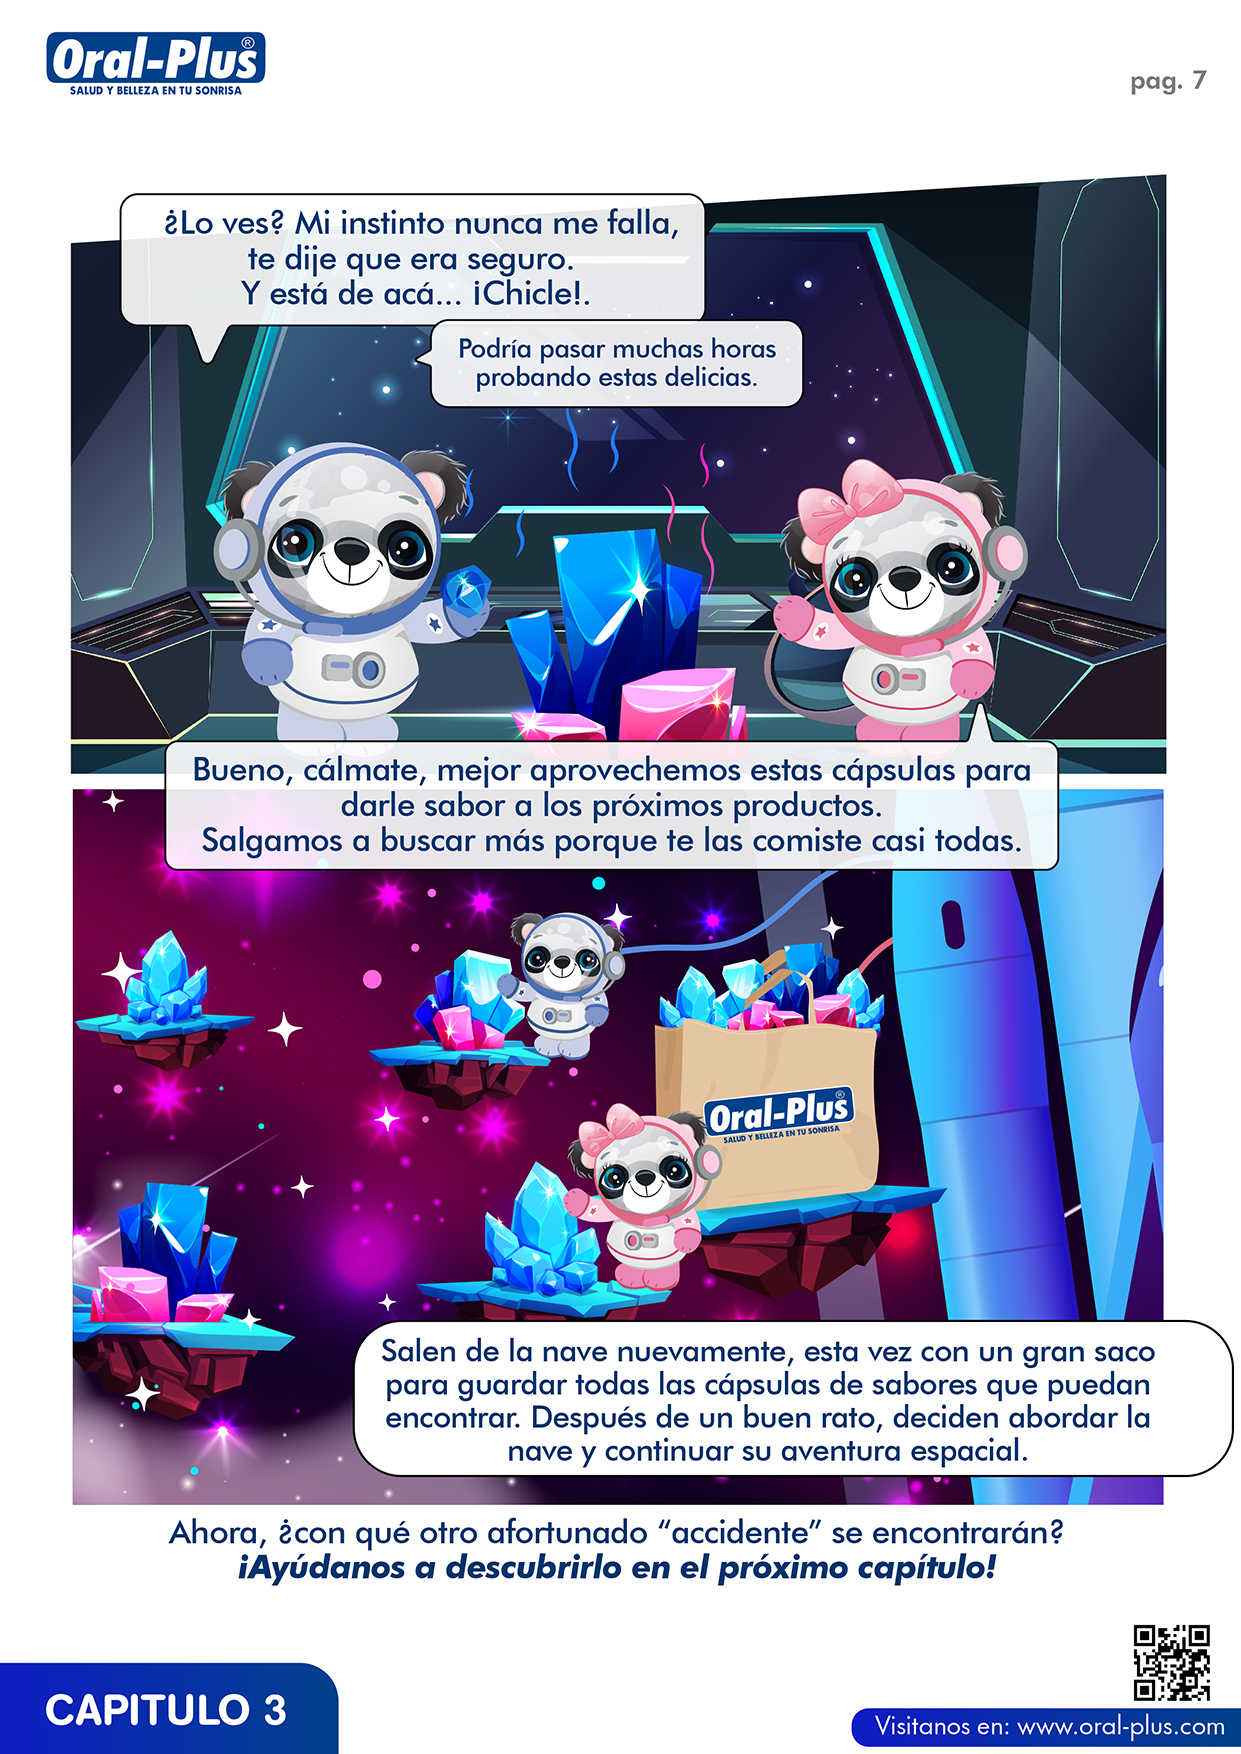 Oral-Plus®
SALUD Y BELLEZA EN TU SONRISA
pag. 7
¿Lo ves? Mi instinto nunca me falla,
te dije que era seguro.
Y está de acá... ¡Chicle!.
Podría pasar muchas horas
probando estas delicias.
Bueno, cálmate, mejor aprovechemos estas cápsulas para
darle sabor a los próximos productos.
Salgamos a buscar más porque te las comiste casi todas.
Oral-Plus®
SALUD Y BELLEZA EN TU SONRISA
Salen de la nave nuevamente, esta vez con un gran saco
para guardar todas las cápsulas de sabores que puedan
encontrar. Después de un buen rato, deciden abordar la
nave y continuar su aventura espacial.
Ahora, ¿con qué otro afortunado “accidente” se encontrarán?
¡Ayúdanos a descubrirlo en el próximo capítulo!
CAPITULO 3
Visitanos en: www.oral-plus.com